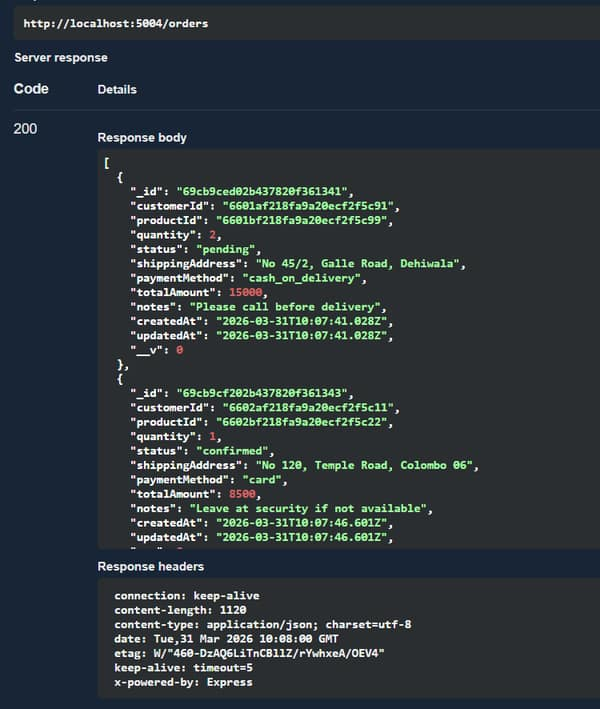 http://localhost:5004/orders
Server response
Code Details
200
Response body
[
{
"_id": "69cb9ced02b437820f361341",
"customerId": "6601af218fa9a20ecf2f5c91",
"productId": "6601bf218fa9a20ecf2f5c99",
"quantity": 2,
"status": "pending",
"shippingAddress": "No 45/2, Galle Road, Dehiwala",
"paymentMethod": "cash_on_delivery",
"totalAmount": 15000,
"notes": "Please call before delivery",
"createdAt": "2026-03-31T10:07:41.028Z",
"updatedAt": "2026-03-31T10:07:41.028Z",
"__v": 0
},
{
"_id": "69cb9cf202b437820f361343",
"customerId": "6602af218fa9a20ecf2f5c11",
"productId": "6602bf218fa9a20ecf2f5c22",
"quantity": 1,
"status": "confirmed",
"shippingAddress": "No 120, Temple Road, Colombo 06",
"paymentMethod": "card",
"totalAmount": 8500,
"notes": "Leave at security if not available",
"createdAt": "2026-03-31T10:07:46.601Z",
"updatedAt": "2026-03-31T10:07:46.601Z",
Response headers
connection: keep-alive
content-length: 1120
content-type: application/json; charset=utf-8
date: Tue,31 Mar 2026 10:08:00 GMT
etag: W/"460-DzAQ6LiTnCB1lZ/rYwhxeA/OEV4"
keep-alive: timeout=5
x-powered-by: Express